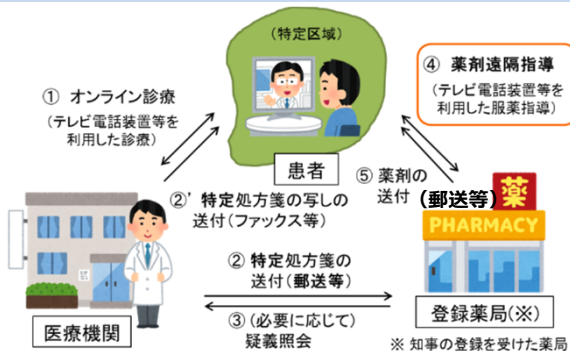 (特定区域)
① オンライン診療
(テレビ電話装置等を
利用した診療)
④ 薬剤遠隔指導
(テレビ電話装置等を
利用した服薬指導)
患者
②’特定処方箋の写しの
送付(ファックス等)
⑤ 薬剤の
送付 (郵送等)
薬
PHARMACY
② 特定処方箋の
送付(郵送等)
③ (必要に応じて)
疑義照会
医療機関
登録薬局(※)
※ 知事の登録を受けた薬局